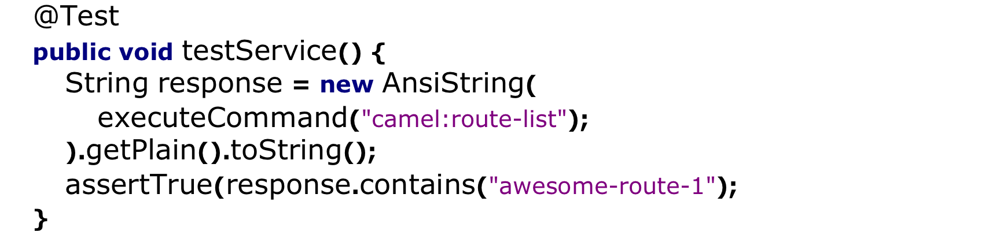 @Test
public void testService() {
String response = new AnsiString(
executeCommand("camel:route-list");
).getPlain().toString();
assertTrue(response.contains("awesome-route-1");
}